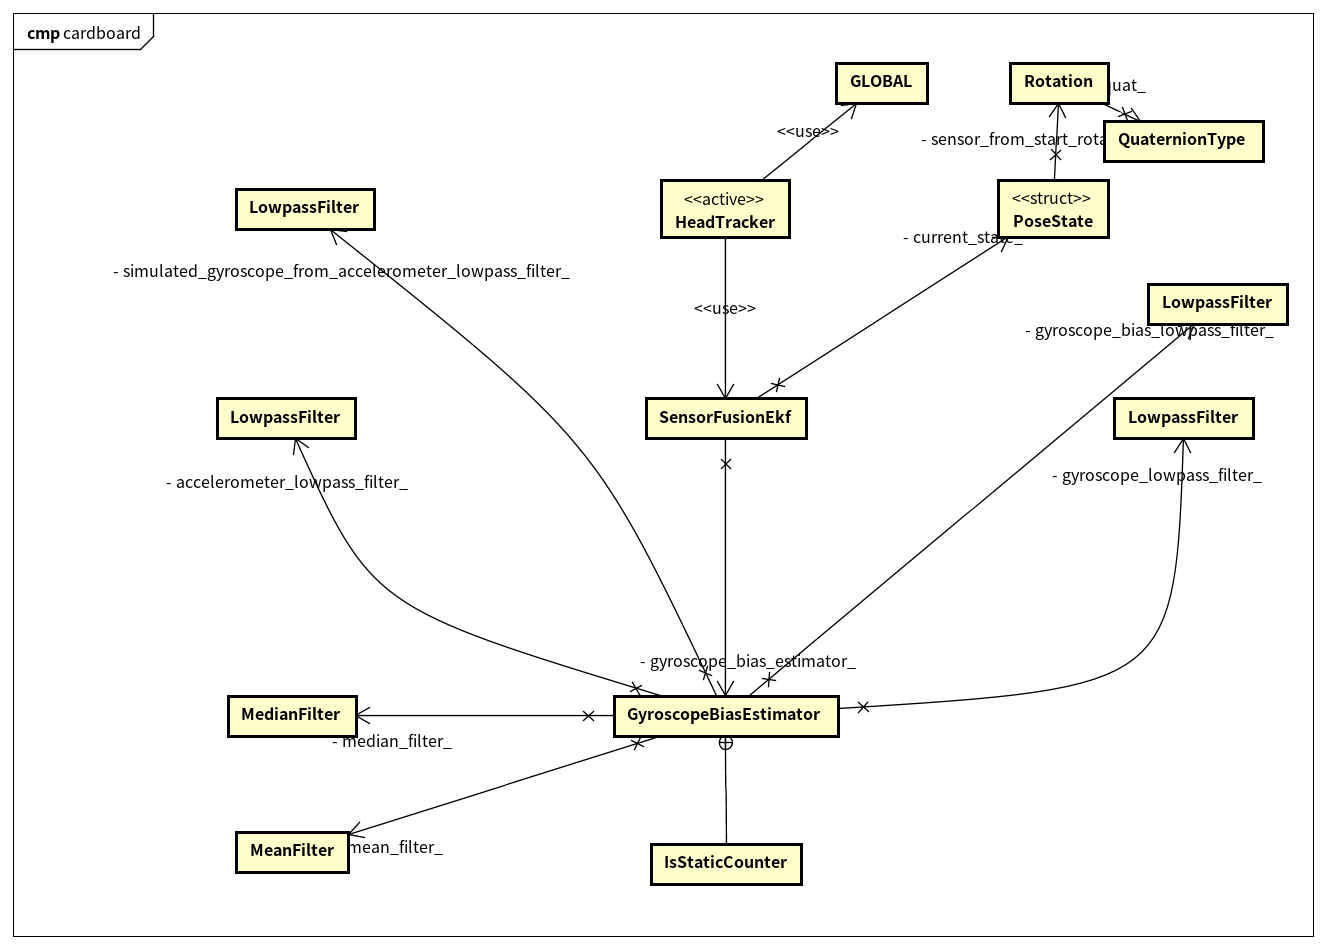 cmp cardboard
GLOBAL
Rotation
uat_
<<use>>
- sensor_from_start_rota
QuaternionType
LowpassFilter
<<active>>
HeadTracker
<<struct>>
PoseState
- current_state_
- simulated_gyroscope_from_accelerometer_lowpass_filter_
<<use>>
LowpassFilter
- gyroscope_bias_lowpass_filter_
LowpassFilter
SensorFusionEkf
LowpassFilter
- accelerometer_lowpass_filter_
- gyroscope_lowpass_filter_
- gyroscope_bias_estimator_
MedianFilter
GyroscopeBiasEstimator
- median_filter_
MeanFilter
mean_filter_
IsStaticCounter